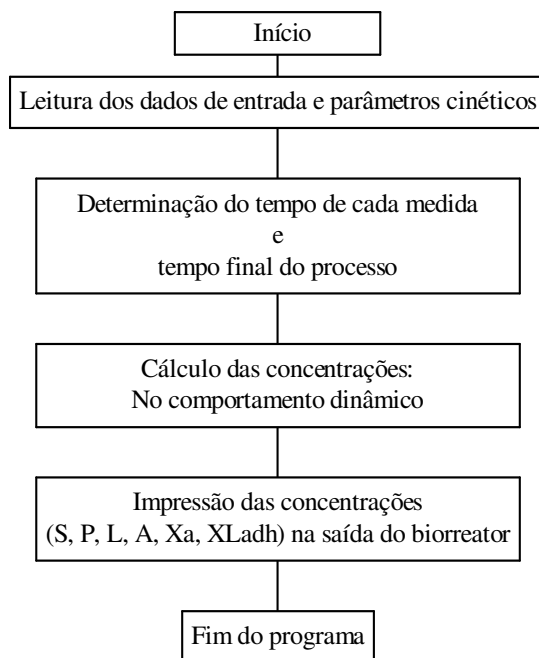 Início
Leitura dos dados de entrada e parâmetros cinéticos
Determinação do tempo de cada medida
e
tempo final do processo
Cálculo das concentrações:
No comportamento dinâmico
Impressão das concentrações
(S, P, L, A, Xa, XLadh) na saída do biorreator
Fim do programa